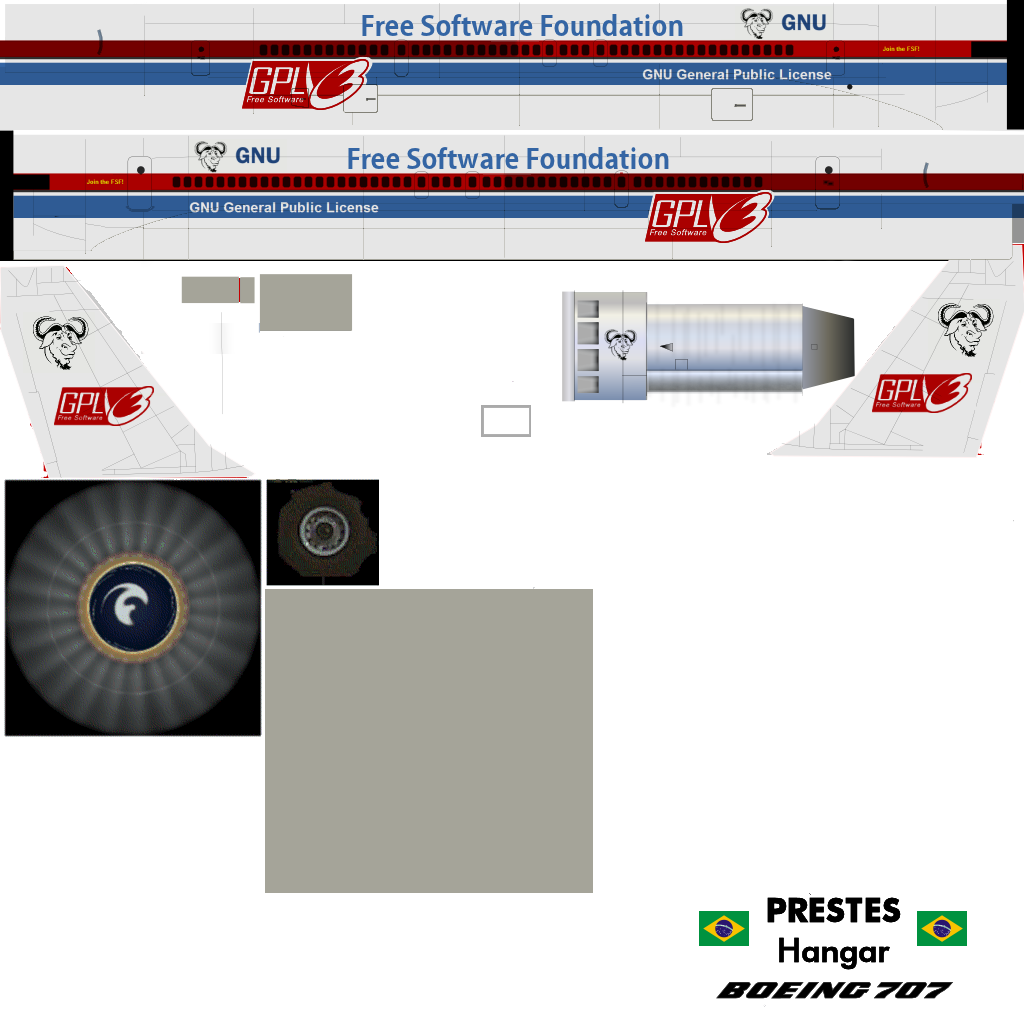 Free Software Foundation
GNU
Join the FSF!
GNU General Public License
GPLv3
Free Software
1
1
GNU
Free Software Foundation
Join the FSF!
GNU General Public License
GPLv3
Free Software
GPLv3
Free Software
GPLv3
Free Software
PRESTES
Hangar
BOEING 707